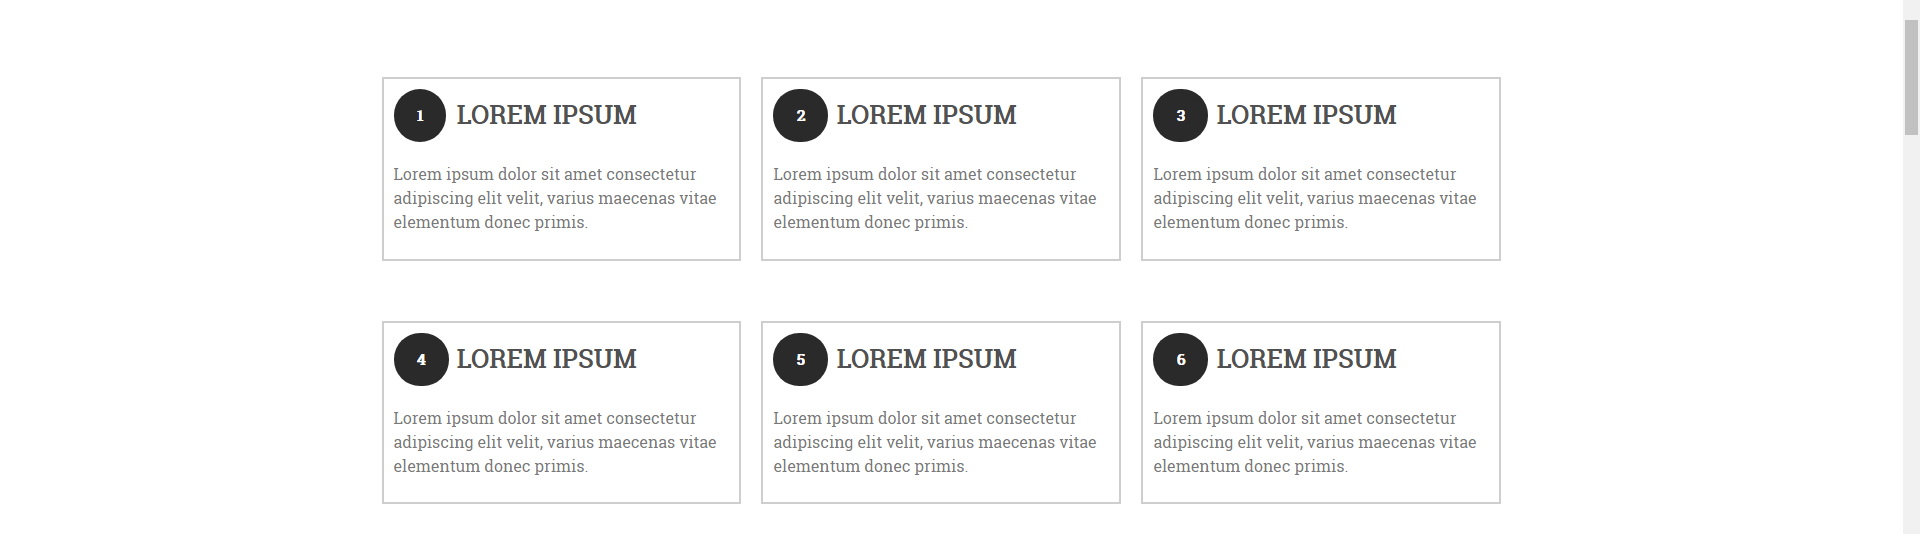 1 LOREM IPSUM
Lorem ipsum dolor sit amet consectetur
adipiscing elit velit, varius maecenas vitae
elementum donec primis.
2 LOREM IPSUM
Lorem ipsum dolor sit amet consectetur
adipiscing elit velit, varius maecenas vitae
elementum donec primis.
3 LOREM IPSUM
Lorem ipsum dolor sit amet consectetur
adipiscing elit velit, varius maecenas vitae
elementum donec primis.
4 LOREM IPSUM
Lorem ipsum dolor sit amet consectetur
adipiscing elit velit, varius maecenas vitae
elementum donec primis.
5 LOREM IPSUM
Lorem ipsum dolor sit amet consectetur
adipiscing elit velit, varius maecenas vitae
elementum donec primis.
6 LOREM IPSUM
Lorem ipsum dolor sit amet consectetur
adipiscing elit velit, varius maecenas vitae
elementum donec primis.